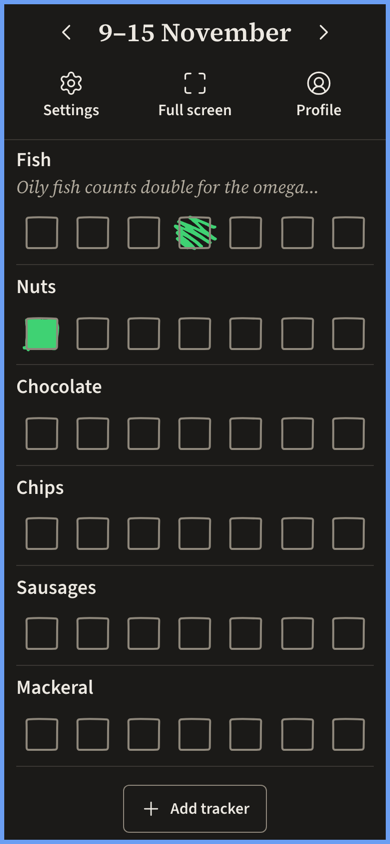 9–15 November
Settings
Full screen
Profile
Fish
Oily fish counts double for the omega...
Nuts
Chocolate
Chips
Sausages
Mackeral
Add tracker